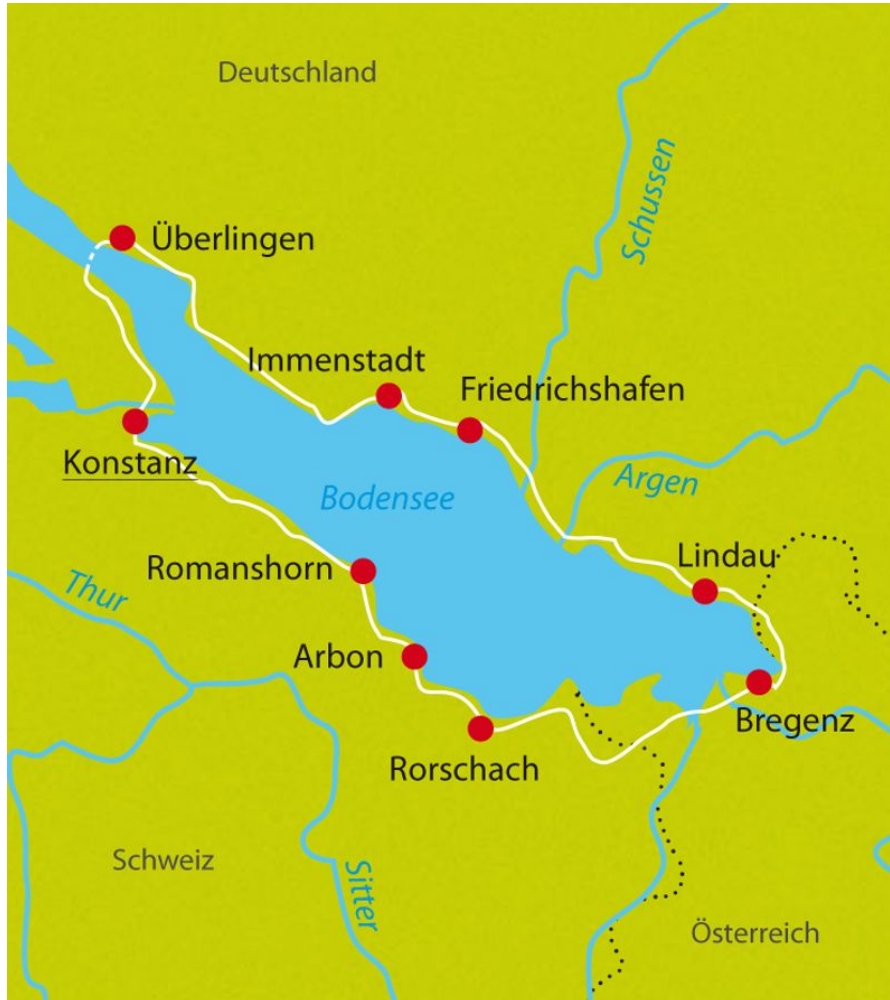 Deutschland
Schussen
Überlingen
Immenstadt
Friedrichshafen
Konstanz
Argen
Bodensee
Lindau
Romanshorn
Thur
Arbon
Bregenz
Rorschach
Schweiz
Sitter
Österreich